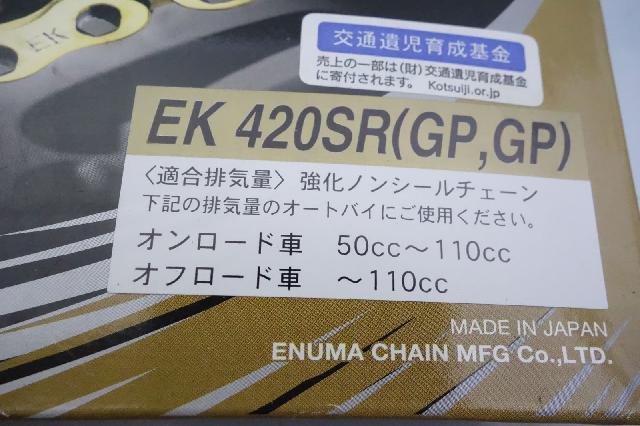 EK
交通遺児育成基金
売上の一部は(財)交通遺児育成基金
に寄付されます。 Kotsuiji.or.jp
EK 420SR(GP,GP)
〈適合排気量〉 強化ノンシールチェーン
下記の排気量のオートバイにご使用ください。
オンロード車 50cc〜110cc
オフロード車 〜110cc
MADE IN JAPAN
ENUMA CHAIN MFG Co.,LTD.